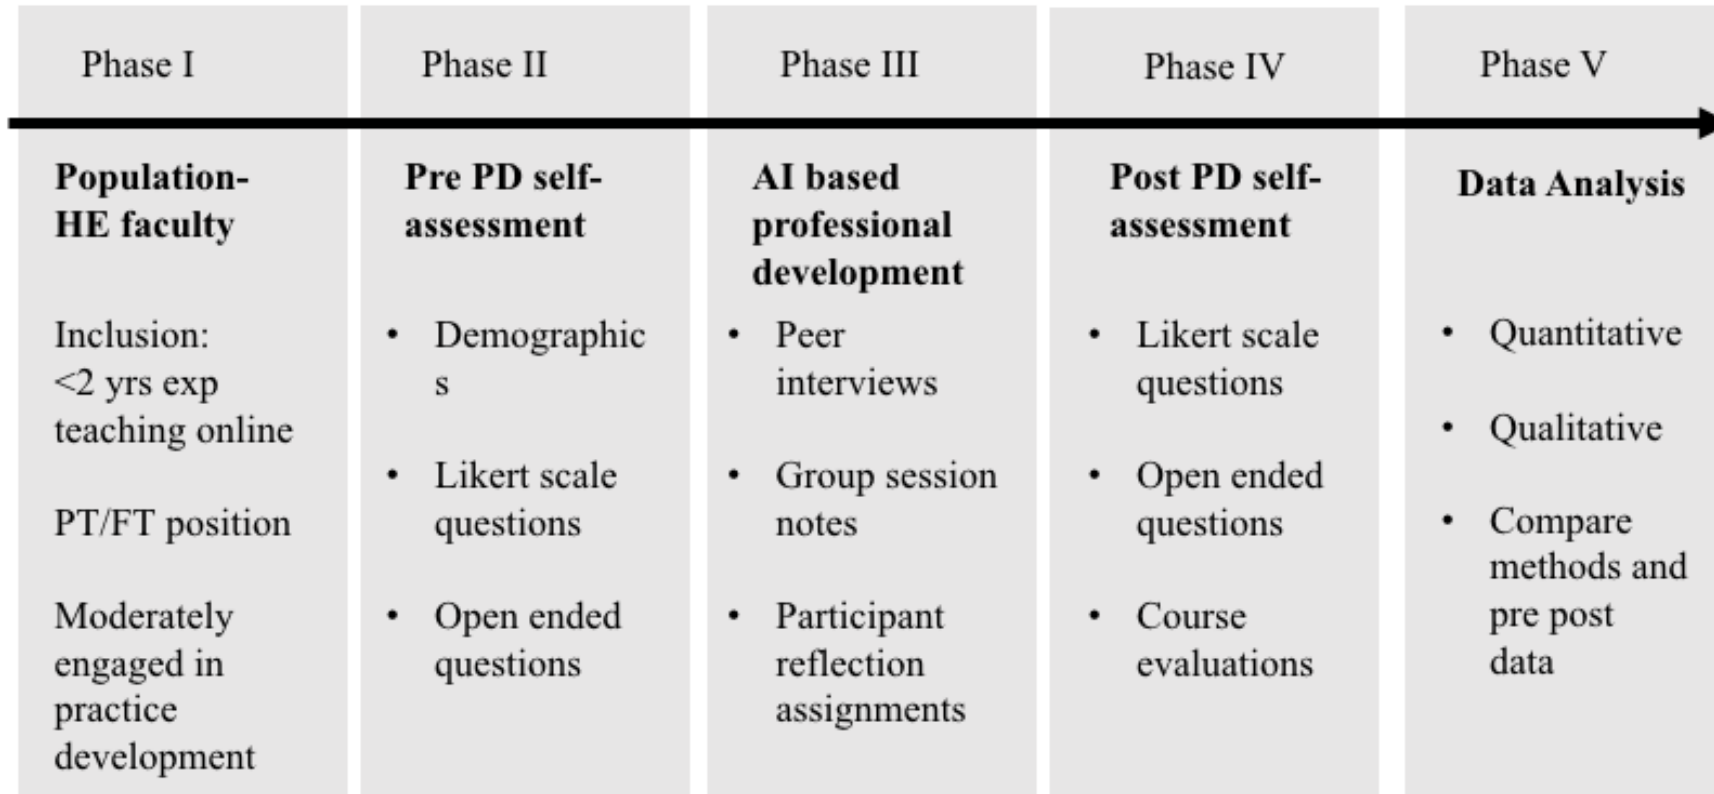 Phase I
Population-
HE faculty
Inclusion:
<2 yrs exp
teaching online
PT/FT position
Moderately
engaged in
practice
development
Phase II
Pre PD self-
assessment
• Demographic
s
• Likert scale
questions
• Open ended
questions
Phase III
AI based
professional
development
• Peer
interviews
• Group session
notes
• Participant
reflection
assignments
Phase IV
Post PD self-
assessment
• Likert scale
questions
• Open ended
questions
• Course
evaluations
Phase V
Data Analysis
• Quantitative
• Qualitative
• Compare
methods and
pre post
data